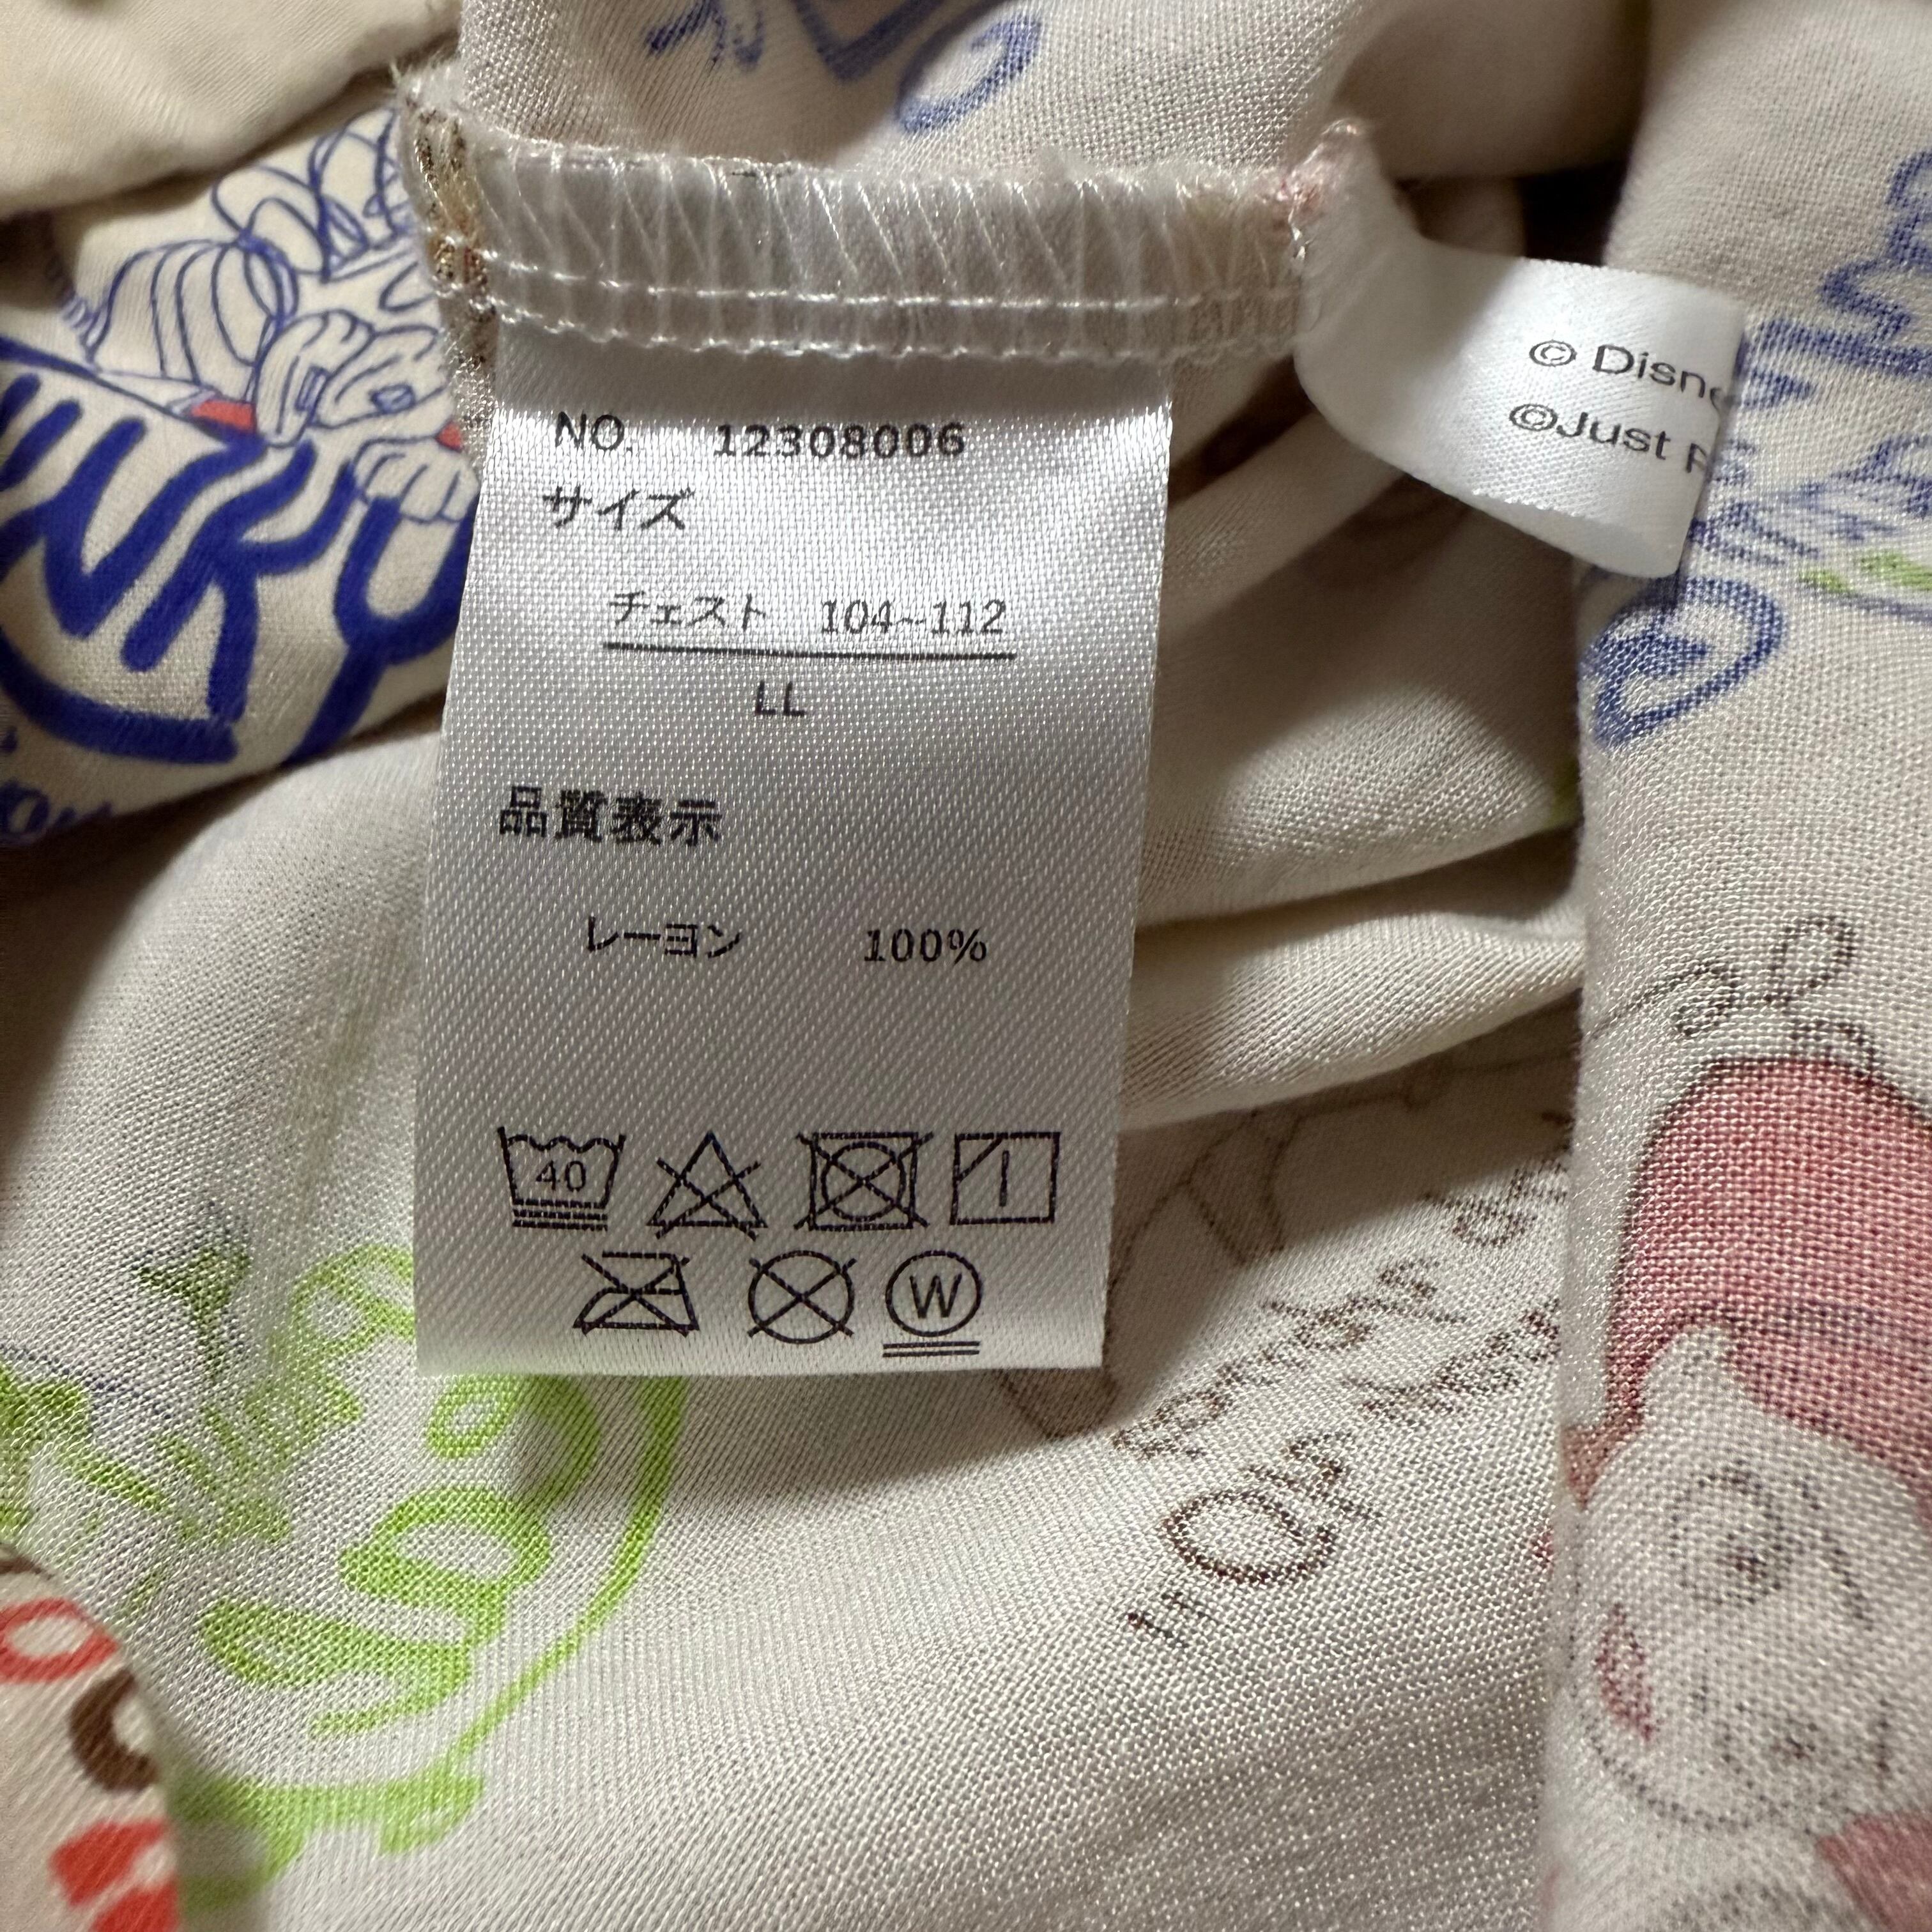 NO. 12308006
サイズ
チェスト 104~112
LL
品質表示
レーヨン 100%
40
W
© Disne
©Just